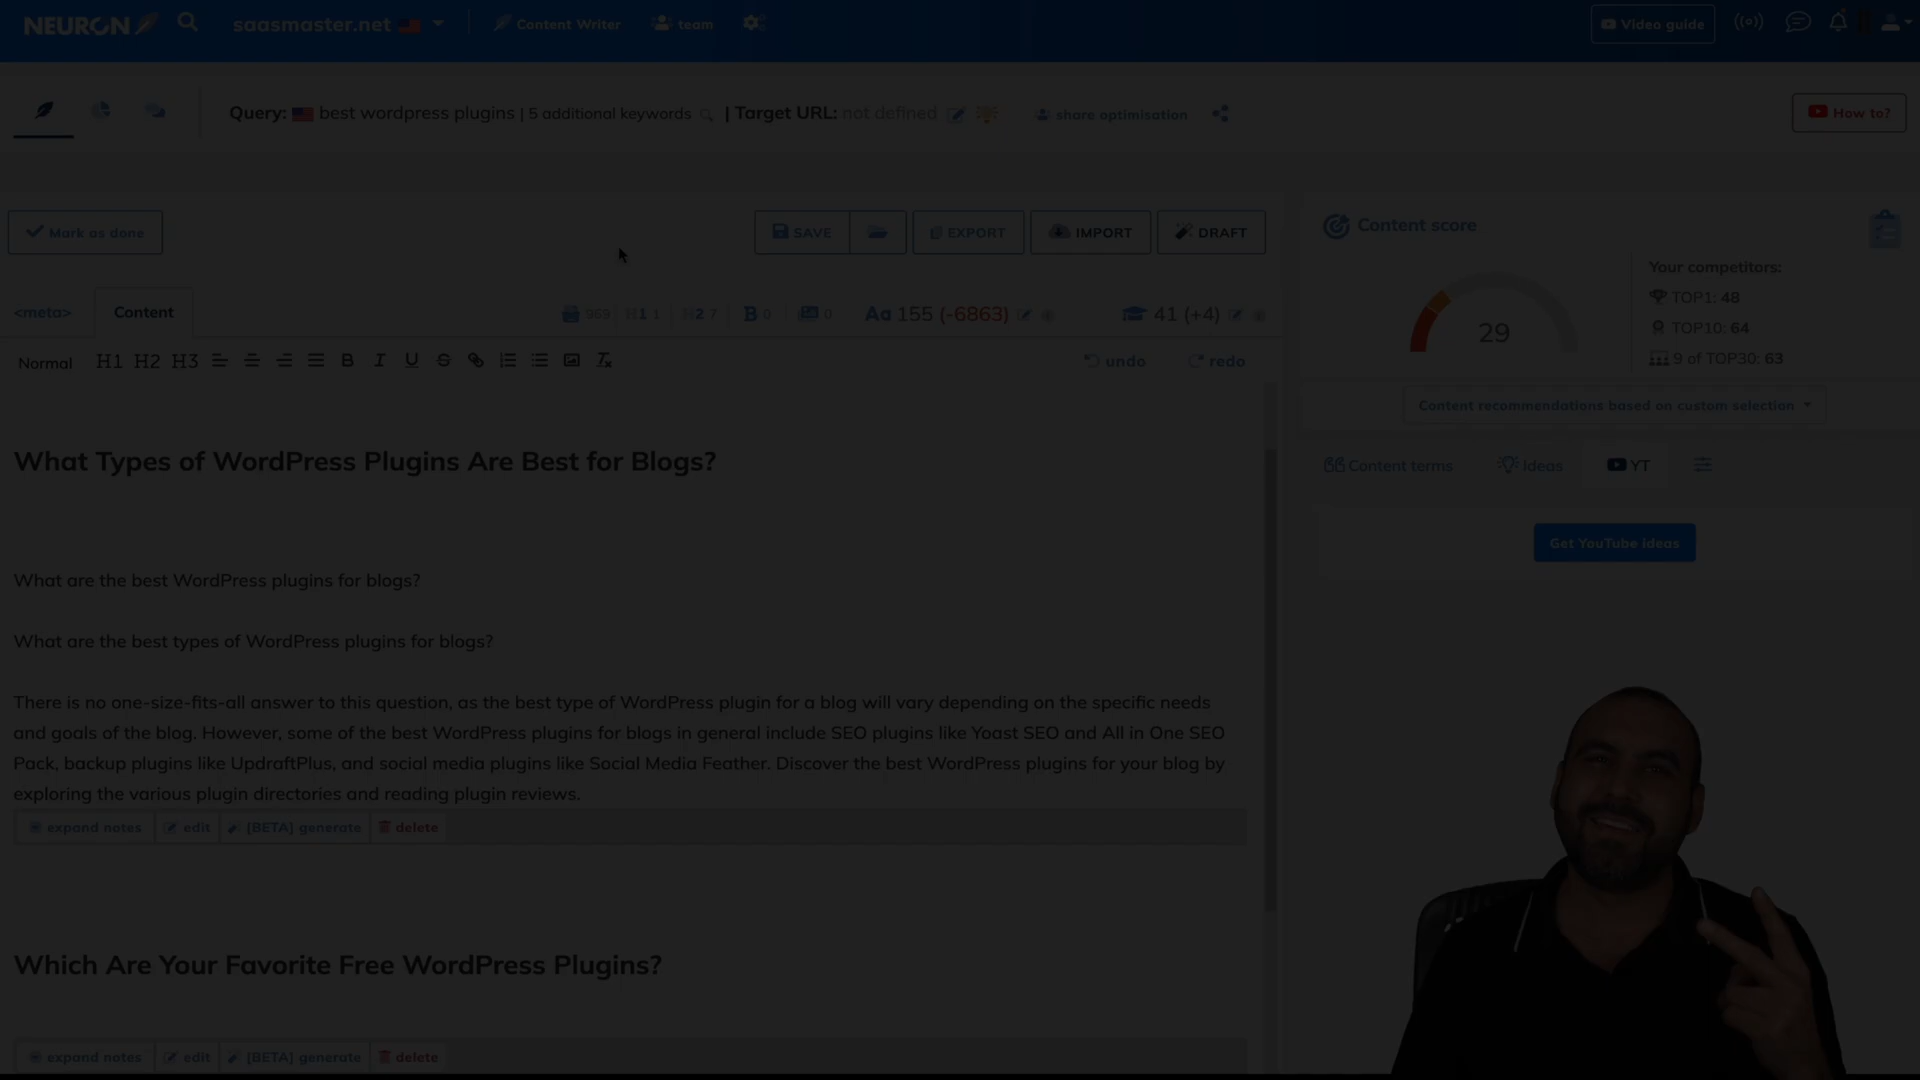 NEURON
saasmaster.net
Content Writer
team
Video guide
Query: best wordpress plugins | 5 additional keywords | Target URL: not defined
share optimisation
How to?
Mark as done
SAVE
EXPORT
IMPORT
DRAFT
<meta>
Content
969
H1 1
H2 7
B 0
0
Aa 155 (-6863)
41 (+4)
Normal H1 H2 H3
undo
redo
What Types of WordPress Plugins Are Best for Blogs?
What are the best WordPress plugins for blogs?
What are the best types of WordPress plugins for blogs?
There is no one-size-fits-all answer to this question, as the best type of WordPress plugin for a blog will vary depending on the specific needs
and goals of the blog. However, some of the best WordPress plugins for blogs in general include SEO plugins like Yoast SEO and All in One SEO
Pack, backup plugins like UpdraftPlus, and social media plugins like Social Media Feather. Discover the best WordPress plugins for your blog by
exploring the various plugin directories and reading plugin reviews.
expand notes
edit
[BETA] generate
delete
Which Are Your Favorite Free WordPress Plugins?
expand notes
edit
[BETA] generate
delete
Content score
29
Your competitors:
TOP1: 48
TOP10: 64
9 of TOP30: 63
Content recommendations based on custom selection
Content terms
Ideas
YT
Get YouTube ideas